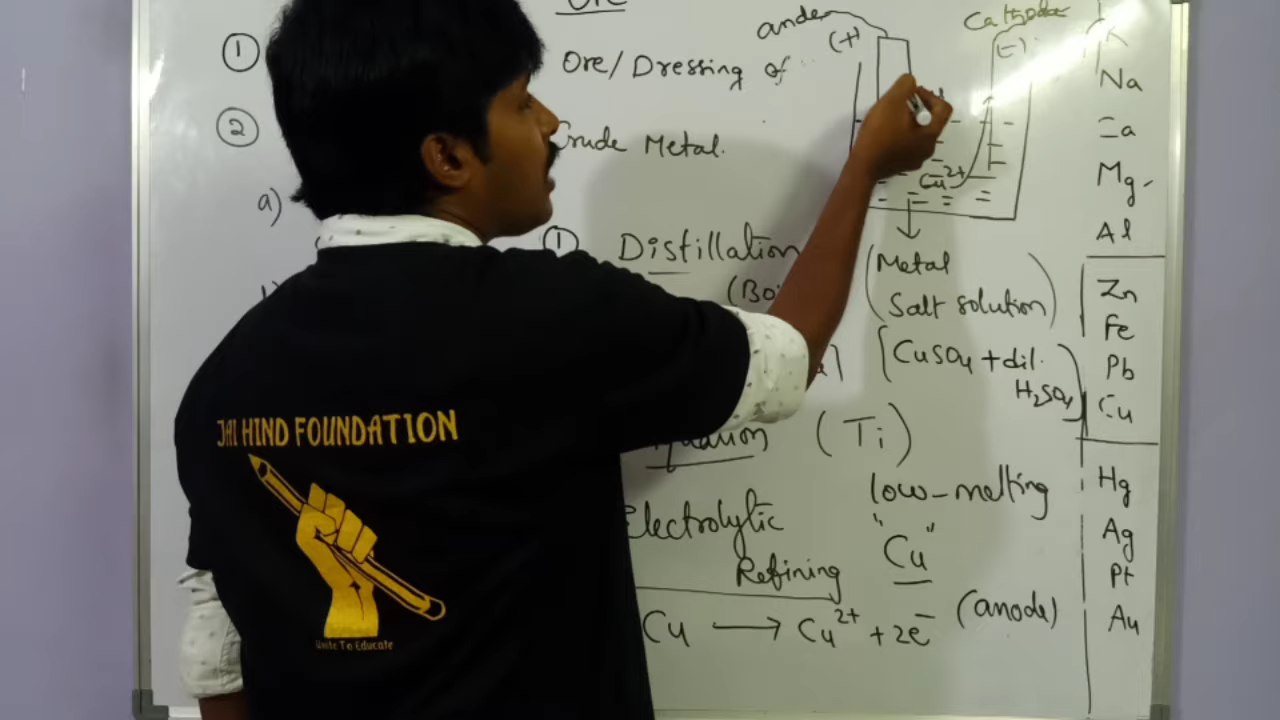 Ore
① Ore/Dressing of
② Crude Metal.
a)
① Distillation
(Boi
(Ti)
low-melting
Electrolytic
Refining
"Cu"
Cu → Cu²⁺ + 2e⁻ (anode)
anode
(+)
Cathode
(-)
Cu²⁺
(Metal
Salt solution)
[CuSO4 + dil.
H2SO4]
K
Na
Ca
Mg
Al
Zn
Fe
Pb
Cu
Hg
Ag
Pt
Au
JAI HIND FOUNDATION
Unite To Educate